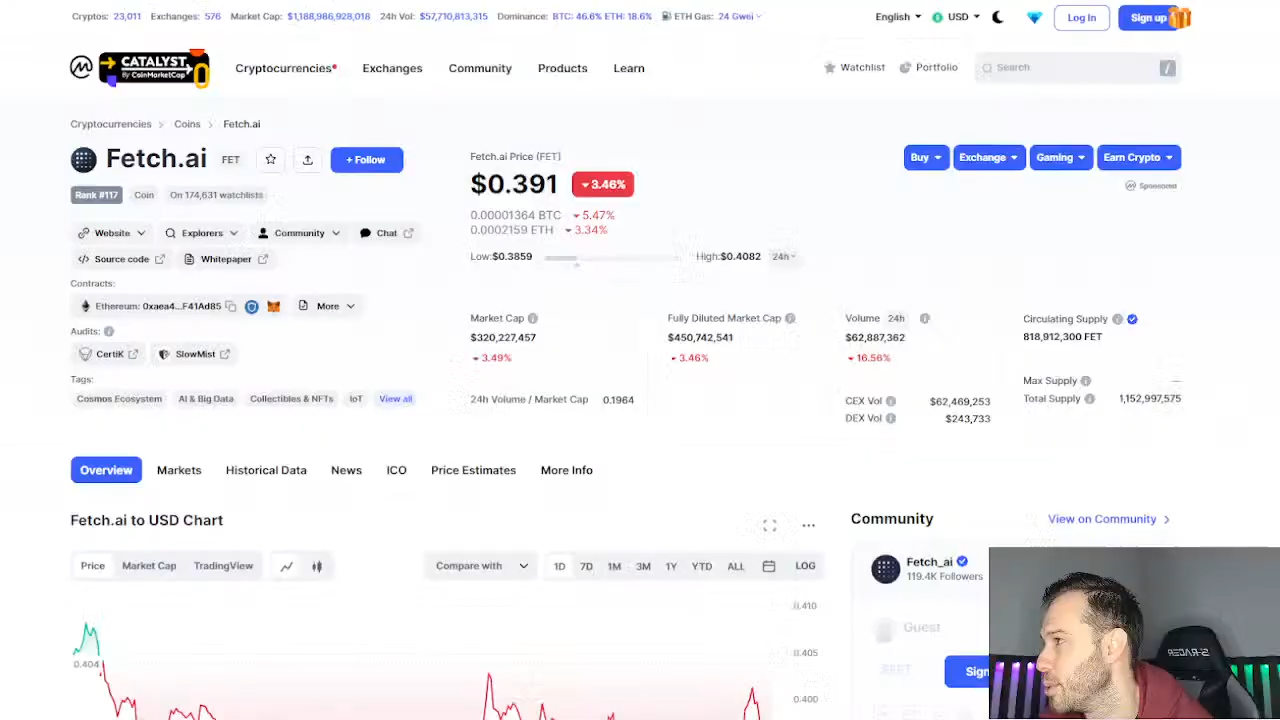 Cryptos: 23,011 Exchanges: 576 Market Cap: $1,188,986,928,018 24h Vol: $57,710,813,315 Dominance: BTC: 46.6% ETH: 18.6% ETH Gas: 24 Gwei English USD Log In Sign up
CATALYST
By CoinMarketCap
Cryptocurrencies Exchanges Community Products Learn Watchlist Portfolio Search /
Cryptocurrencies > Coins > Fetch.ai
Fetch.ai FET + Follow
Rank #117 Coin On 174,631 watchlists
Website Explorers Community Chat
Source code Whitepaper
Contracts:
Ethereum: 0xaea4...F41Ad85 More
Audits:
CertiK SlowMist
Tags:
Cosmos Ecosystem AI & Big Data Collectibles & NFTs IoT View all
Fetch.ai Price (FET)
$0.391 3.46%
0.00001364 BTC 5.47%
0.0002159 ETH 3.34%
Low:$0.3859 High:$0.4082 24h
Buy Exchange Gaming Earn Crypto
Sponsored
Market Cap
$320,227,457
3.49%
24h Volume / Market Cap 0.1964
Fully Diluted Market Cap
$450,742,541
3.46%
Volume 24h
$62,887,362
16.56%
CEX Vol $62,469,253
DEX Vol $243,733
Circulating Supply
818,912,300 FET
Max Supply —
Total Supply 1,152,997,575
Overview Markets Historical Data News ICO Price Estimates More Info
Fetch.ai to USD Chart
Price Market Cap TradingView Compare with 1D 7D 1M 3M 1Y YTD ALL LOG
0.404
0.410
0.405
0.400
Community View on Community >
Fetch_ai
119.4K Followers
Guest
$FET
Sign